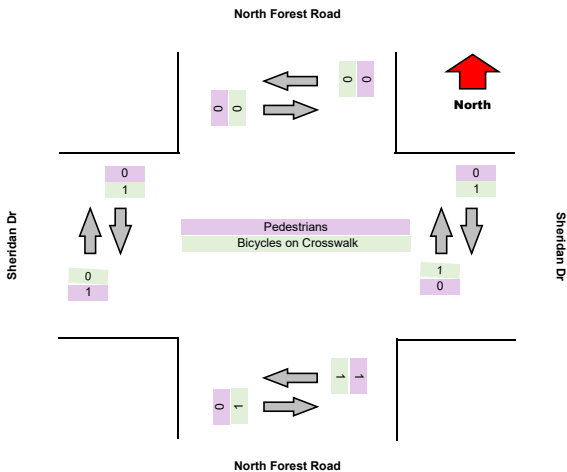 North Forest Road
0 0
North
0 0
0
1
0
1
Sheridan Dr
Pedestrians
Bicycles on Crosswalk
Sheridan Dr
0
1
1
0
1 1
0 1
North Forest Road